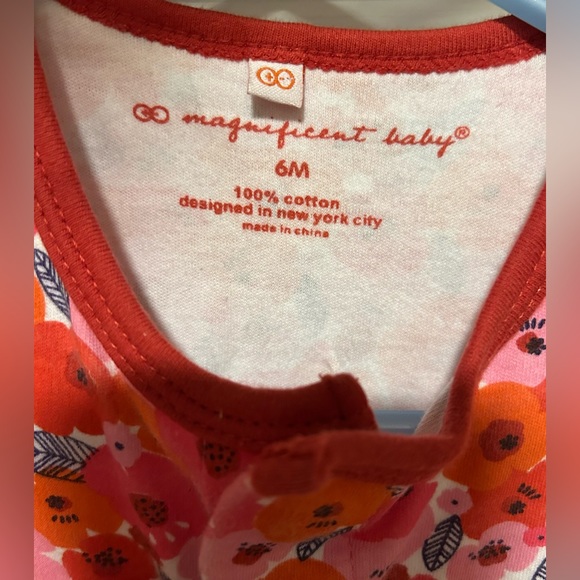 magnificent baby®
6M
100% cotton
designed in new york city
made in china